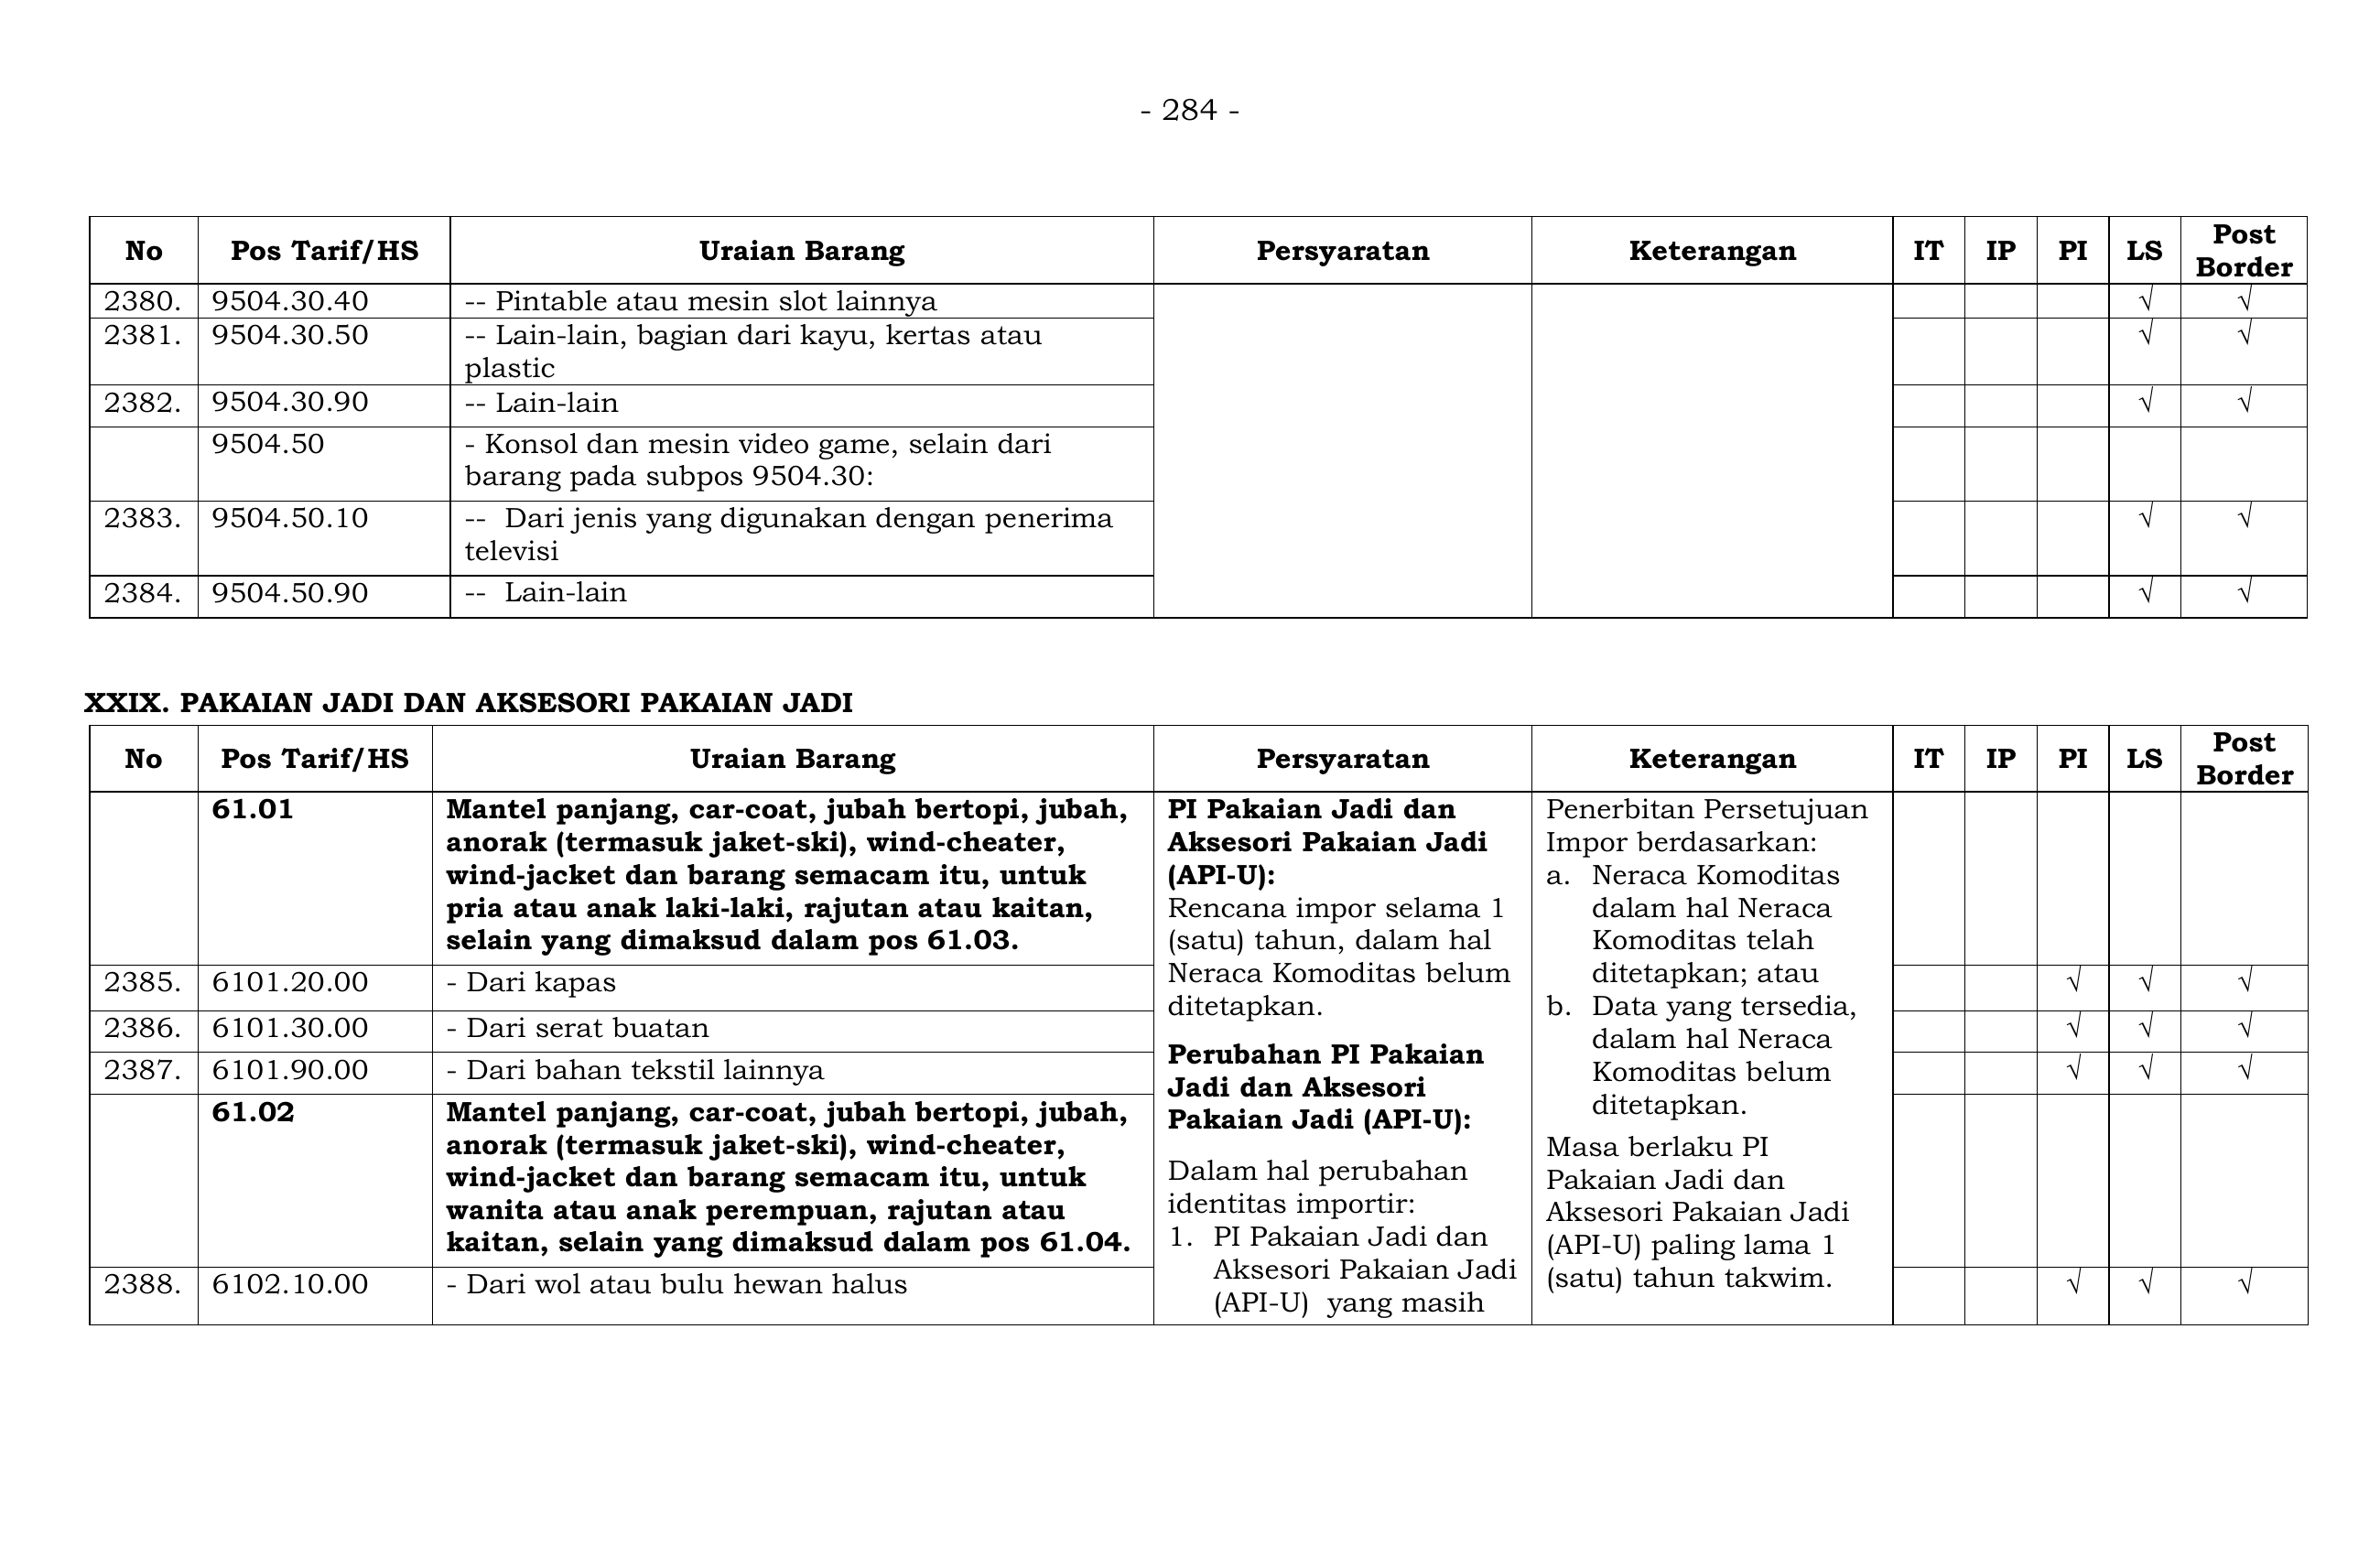 - 284 -
No Pos Tarif/HS Uraian Barang Persyaratan Keterangan IT IP PI LS Post Border
2380. 9504.30.40 -- Pintable atau mesin slot lainnya √ √
2381. 9504.30.50 -- Lain-lain, bagian dari kayu, kertas atau √ √
plastic
2382. 9504.30.90 -- Lain-lain √ √
9504.50 - Konsol dan mesin video game, selain dari
barang pada subpos 9504.30:
2383. 9504.50.10 -- Dari jenis yang digunakan dengan penerima √ √
televisi
2384. 9504.50.90 -- Lain-lain √ √
XXIX. PAKAIAN JADI DAN AKSESORI PAKAIAN JADI
No Pos Tarif/HS Uraian Barang Persyaratan Keterangan IT IP PI LS Post Border
61.01 Mantel panjang, car-coat, jubah bertopi, jubah,
anorak (termasuk jaket-ski), wind-cheater,
wind-jacket dan barang semacam itu, untuk
pria atau anak laki-laki, rajutan atau kaitan,
selain yang dimaksud dalam pos 61.03.
2385. 6101.20.00 - Dari kapas √ √ √
2386. 6101.30.00 - Dari serat buatan √ √ √
2387. 6101.90.00 - Dari bahan tekstil lainnya √ √ √
61.02 Mantel panjang, car-coat, jubah bertopi, jubah,
anorak (termasuk jaket-ski), wind-cheater,
wind-jacket dan barang semacam itu, untuk
wanita atau anak perempuan, rajutan atau
kaitan, selain yang dimaksud dalam pos 61.04.
2388. 6102.10.00 - Dari wol atau bulu hewan halus √ √ √
PI Pakaian Jadi dan
Aksesori Pakaian Jadi
(API-U):
Rencana impor selama 1
(satu) tahun, dalam hal
Neraca Komoditas belum
ditetapkan.
Perubahan PI Pakaian
Jadi dan Aksesori
Pakaian Jadi (API-U):
Dalam hal perubahan
identitas importir:
1. PI Pakaian Jadi dan
Aksesori Pakaian Jadi
(API-U) yang masih
Penerbitan Persetujuan
Impor berdasarkan:
a. Neraca Komoditas
dalam hal Neraca
Komoditas telah
ditetapkan; atau
b. Data yang tersedia,
dalam hal Neraca
Komoditas belum
ditetapkan.
Masa berlaku PI
Pakaian Jadi dan
Aksesori Pakaian Jadi
(API-U) paling lama 1
(satu) tahun takwim.